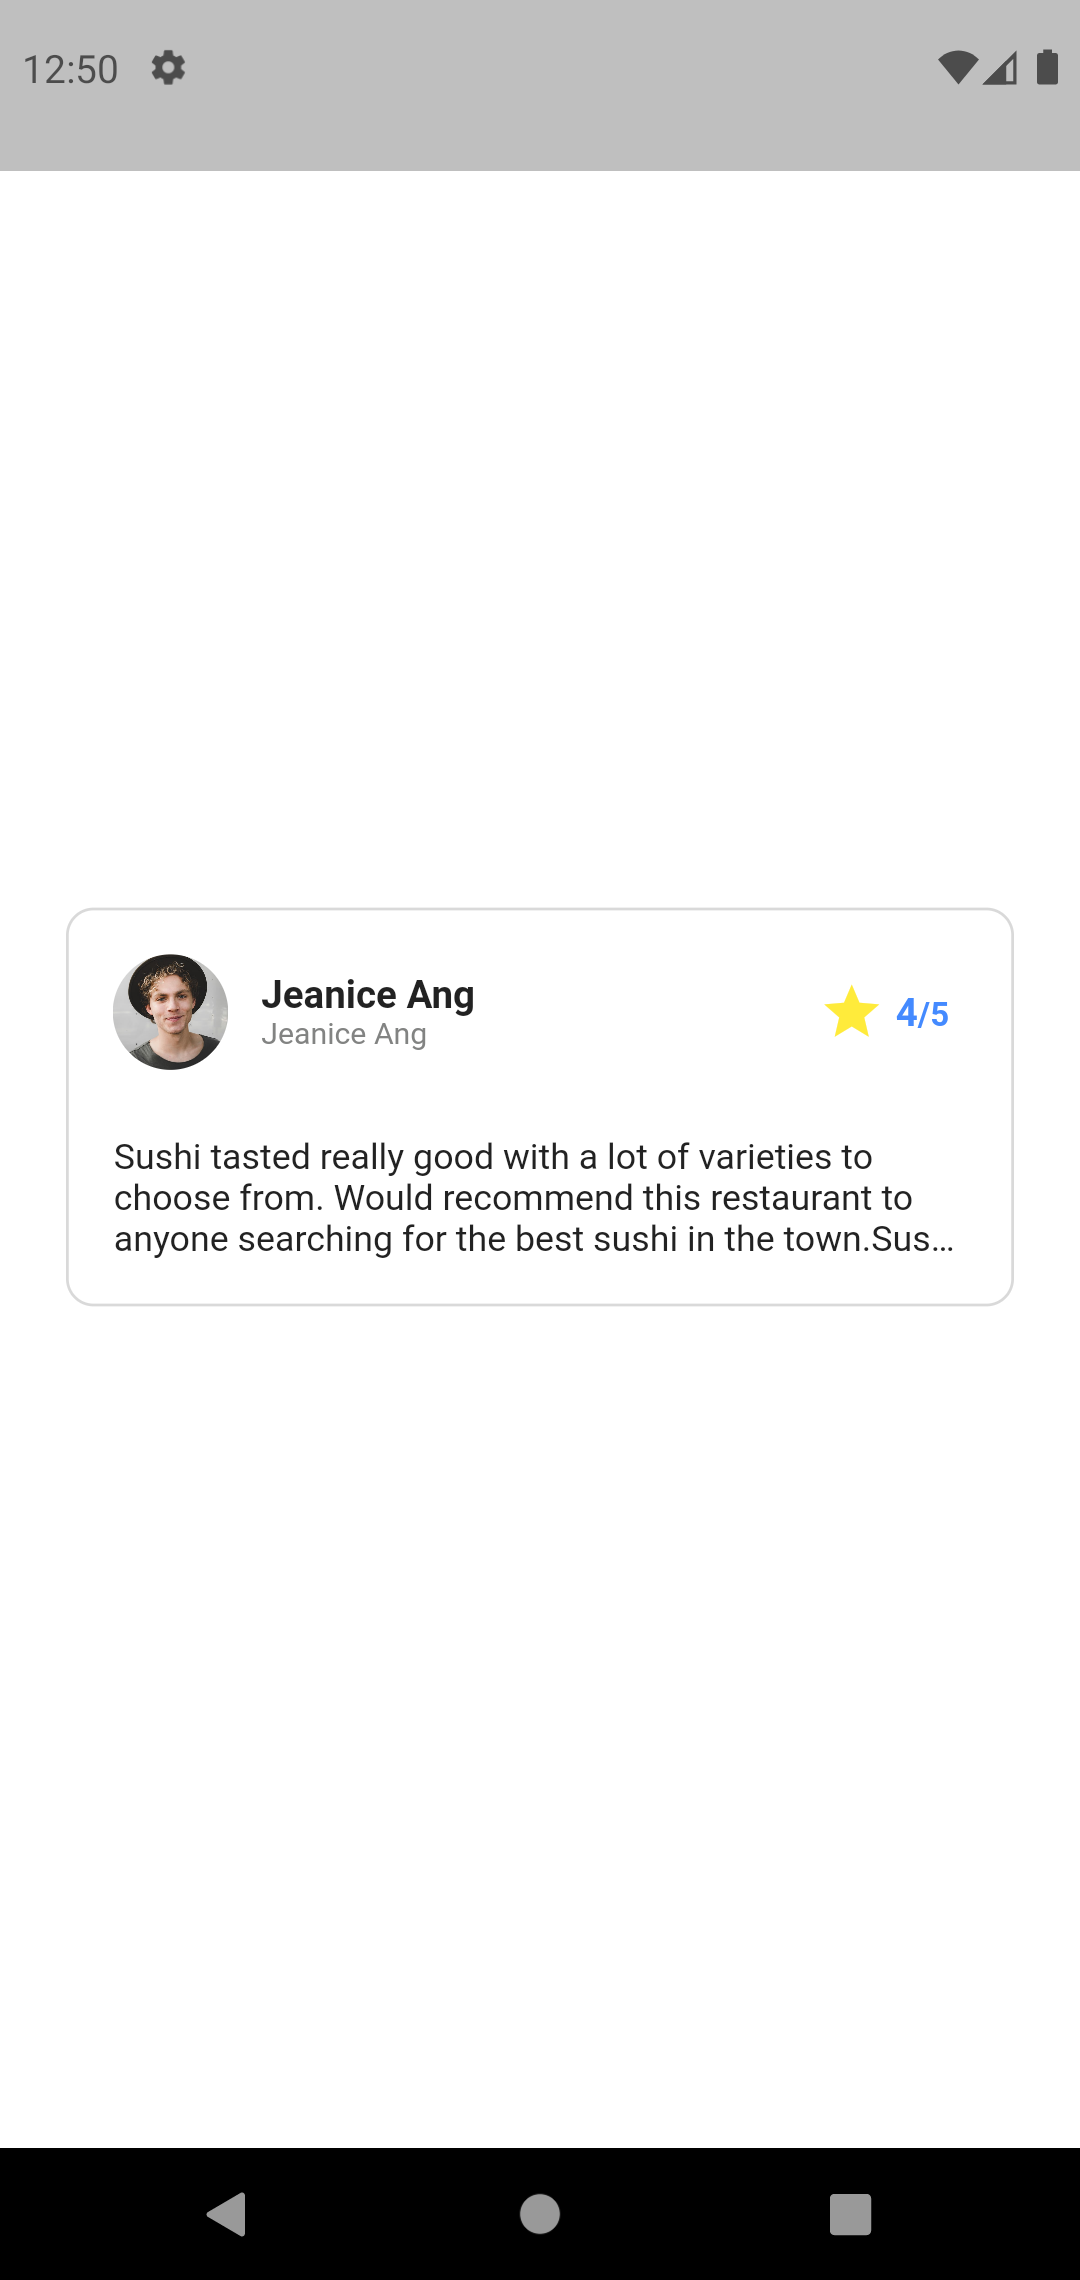 12:50
Jeanice Ang
Jeanice Ang
4/5
Sushi tasted really good with a lot of varieties to
choose from. Would recommend this restaurant to
anyone searching for the best sushi in the town.Sus…